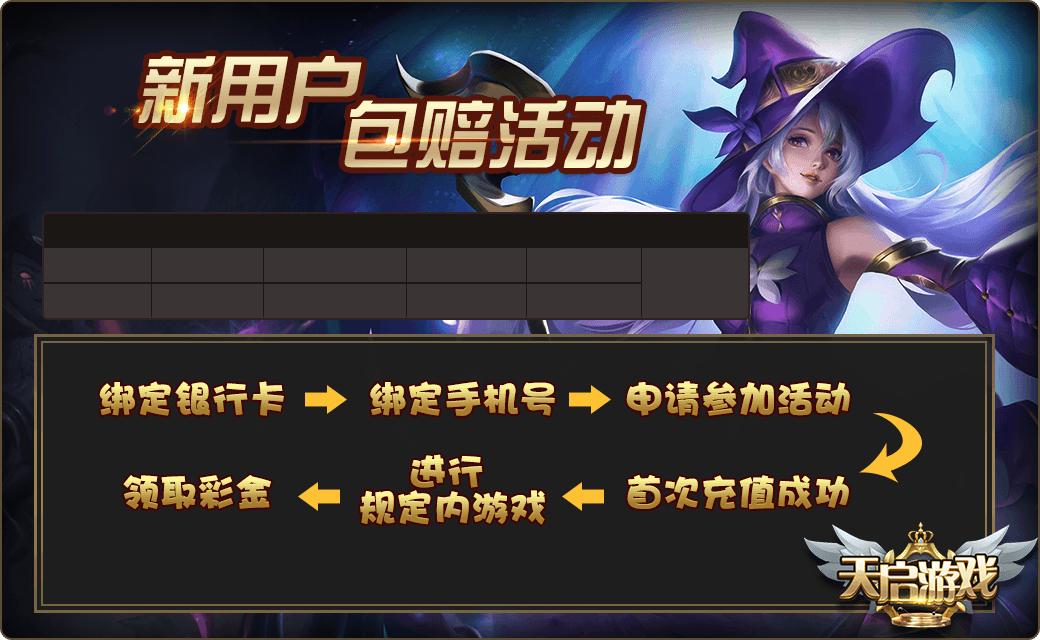 新用户
包赔活动
绑定银行卡
绑定手机号
申请参加活动
首次充值成功
进行
规定内游戏
领取彩金
天启游戏